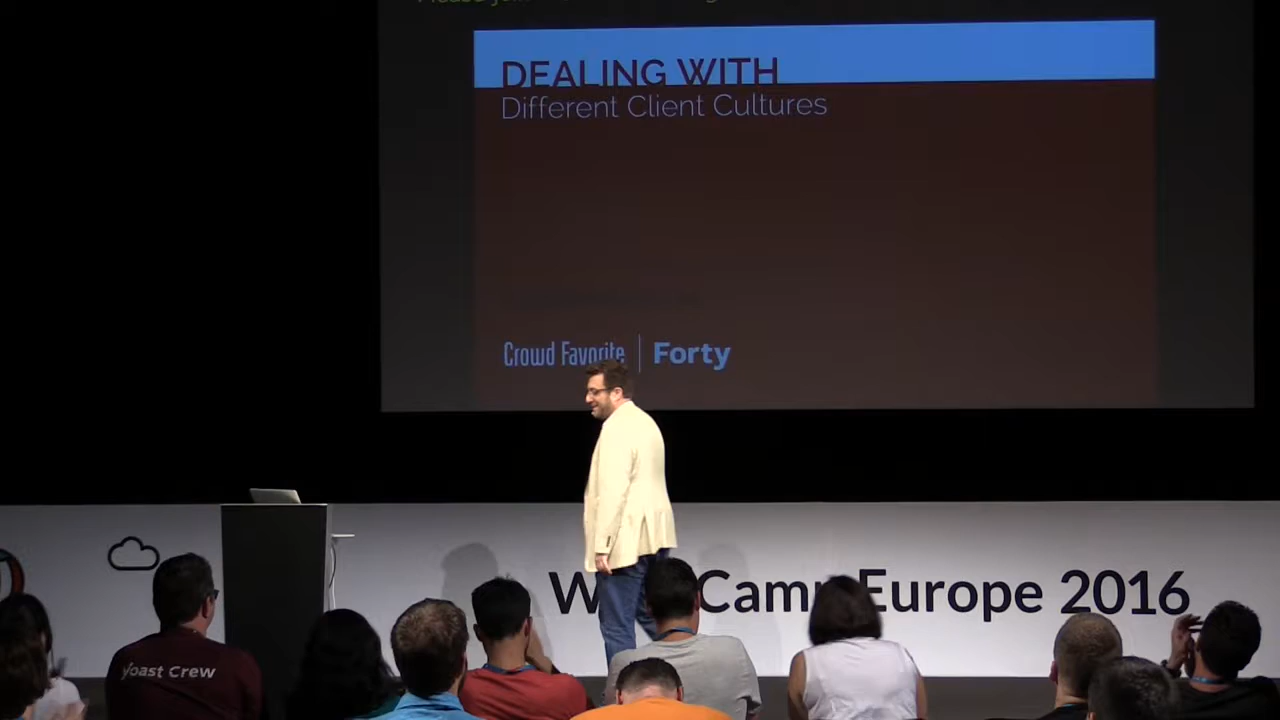 DEALING WITH
Different Client Cultures
Crowd Favorite | Forty
Camp Europe 2016
Yoast Crew